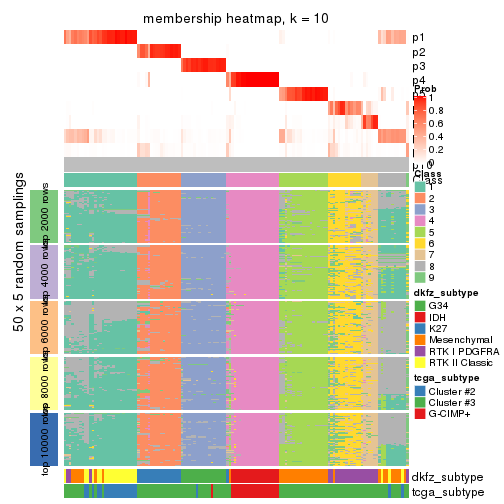 membership heatmap, k = 10
p1
p2
p3
p4
Prob
1
0.8
0.6
0.4
0.2
0
Class
Class
1
2
3
4
5
6
7
8
9
50 x 5 random samplings
top 2000 rows
top 4000 rows
top 6000 rows
top 8000 rows
top 10000 rows
dkfz_subtype
G34
IDH
K27
Mesenchymal
RTK I PDGFRA
RTK II Classic
tcga_subtype
Cluster #2
Cluster #3
G-CIMP+
dkfz_subtype
tcga_subtype